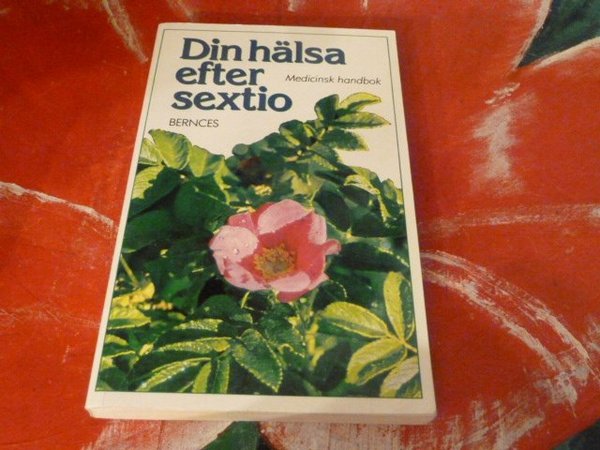 Din hälsa
efter
Medicinsk handbok
sextio
BERNCES